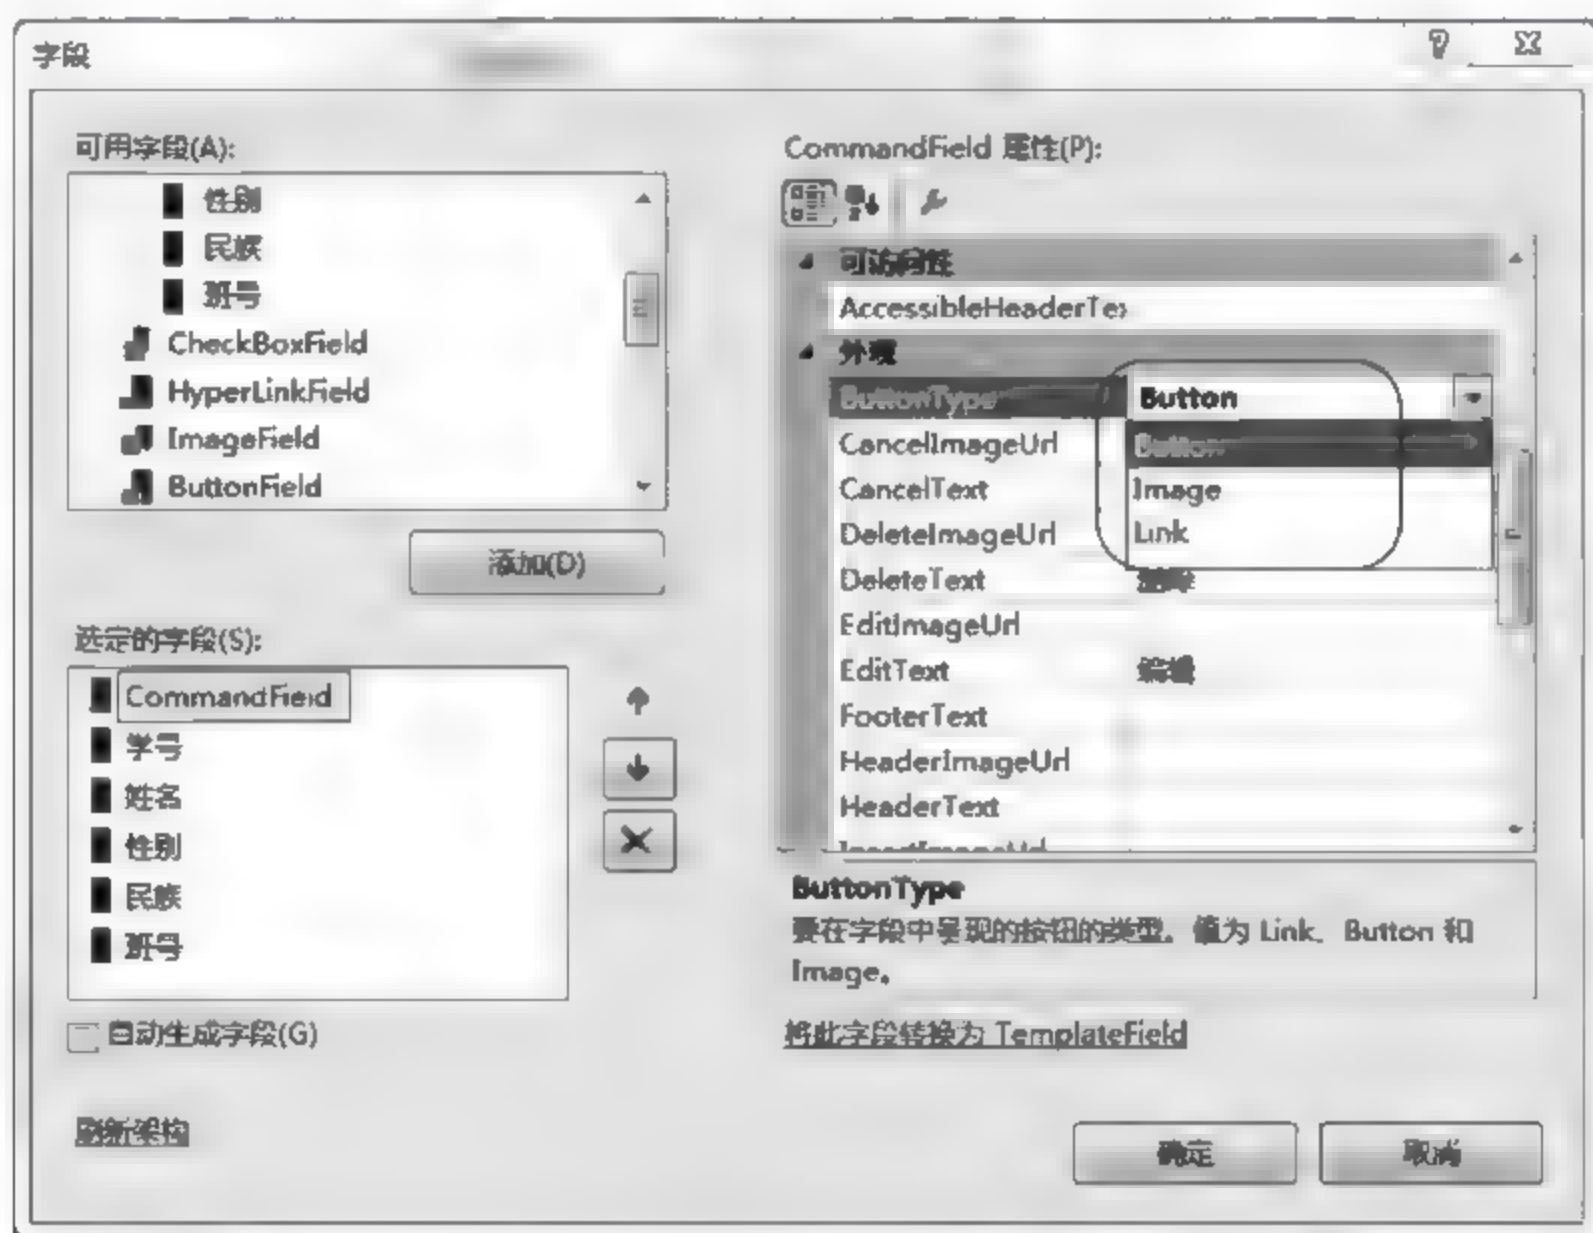 字段
可用字段(A):
性别
民族
班号
CheckBoxField
HyperLinkField
ImageField
ButtonField
添加(D)
选定的字段(S):
CommandField
学号
姓名
性别
民族
班号
自动生成字段(G)
刷新架构
CommandField 属性(P):
可访问性
AccessibleHeaderTex
外观
ButtonType Button
Button
CancelImageUrl
Image
CancelText
Link
DeleteImageUrl
DeleteText 删除
EditImageUrl
EditText 编辑
FooterText
HeaderImageUrl
HeaderText
InsertImageUrl
ButtonType
要在字段中呈现的按钮的类型。值为 Link、Button 和
Image。
将此字段转换为 TemplateField
确定
取消